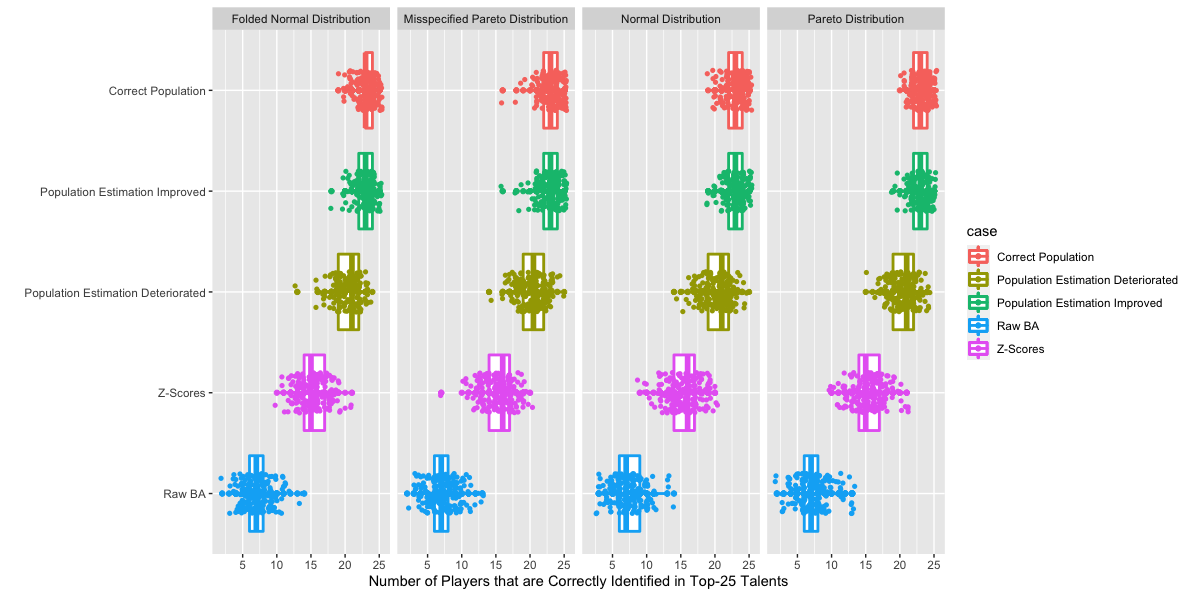 Folded Normal Distribution
Misspecified Pareto Distribution
Normal Distribution
Pareto Distribution
Correct Population
Population Estimation Improved
Population Estimation Deteriorated
Z-Scores
Raw BA
5 10 15 20 25
5 10 15 20 25
5 10 15 20 25
5 10 15 20 25
Number of Players that are Correctly Identified in Top-25 Talents
case
Correct Population
Population Estimation Deteriorated
Population Estimation Improved
Raw BA
Z-Scores